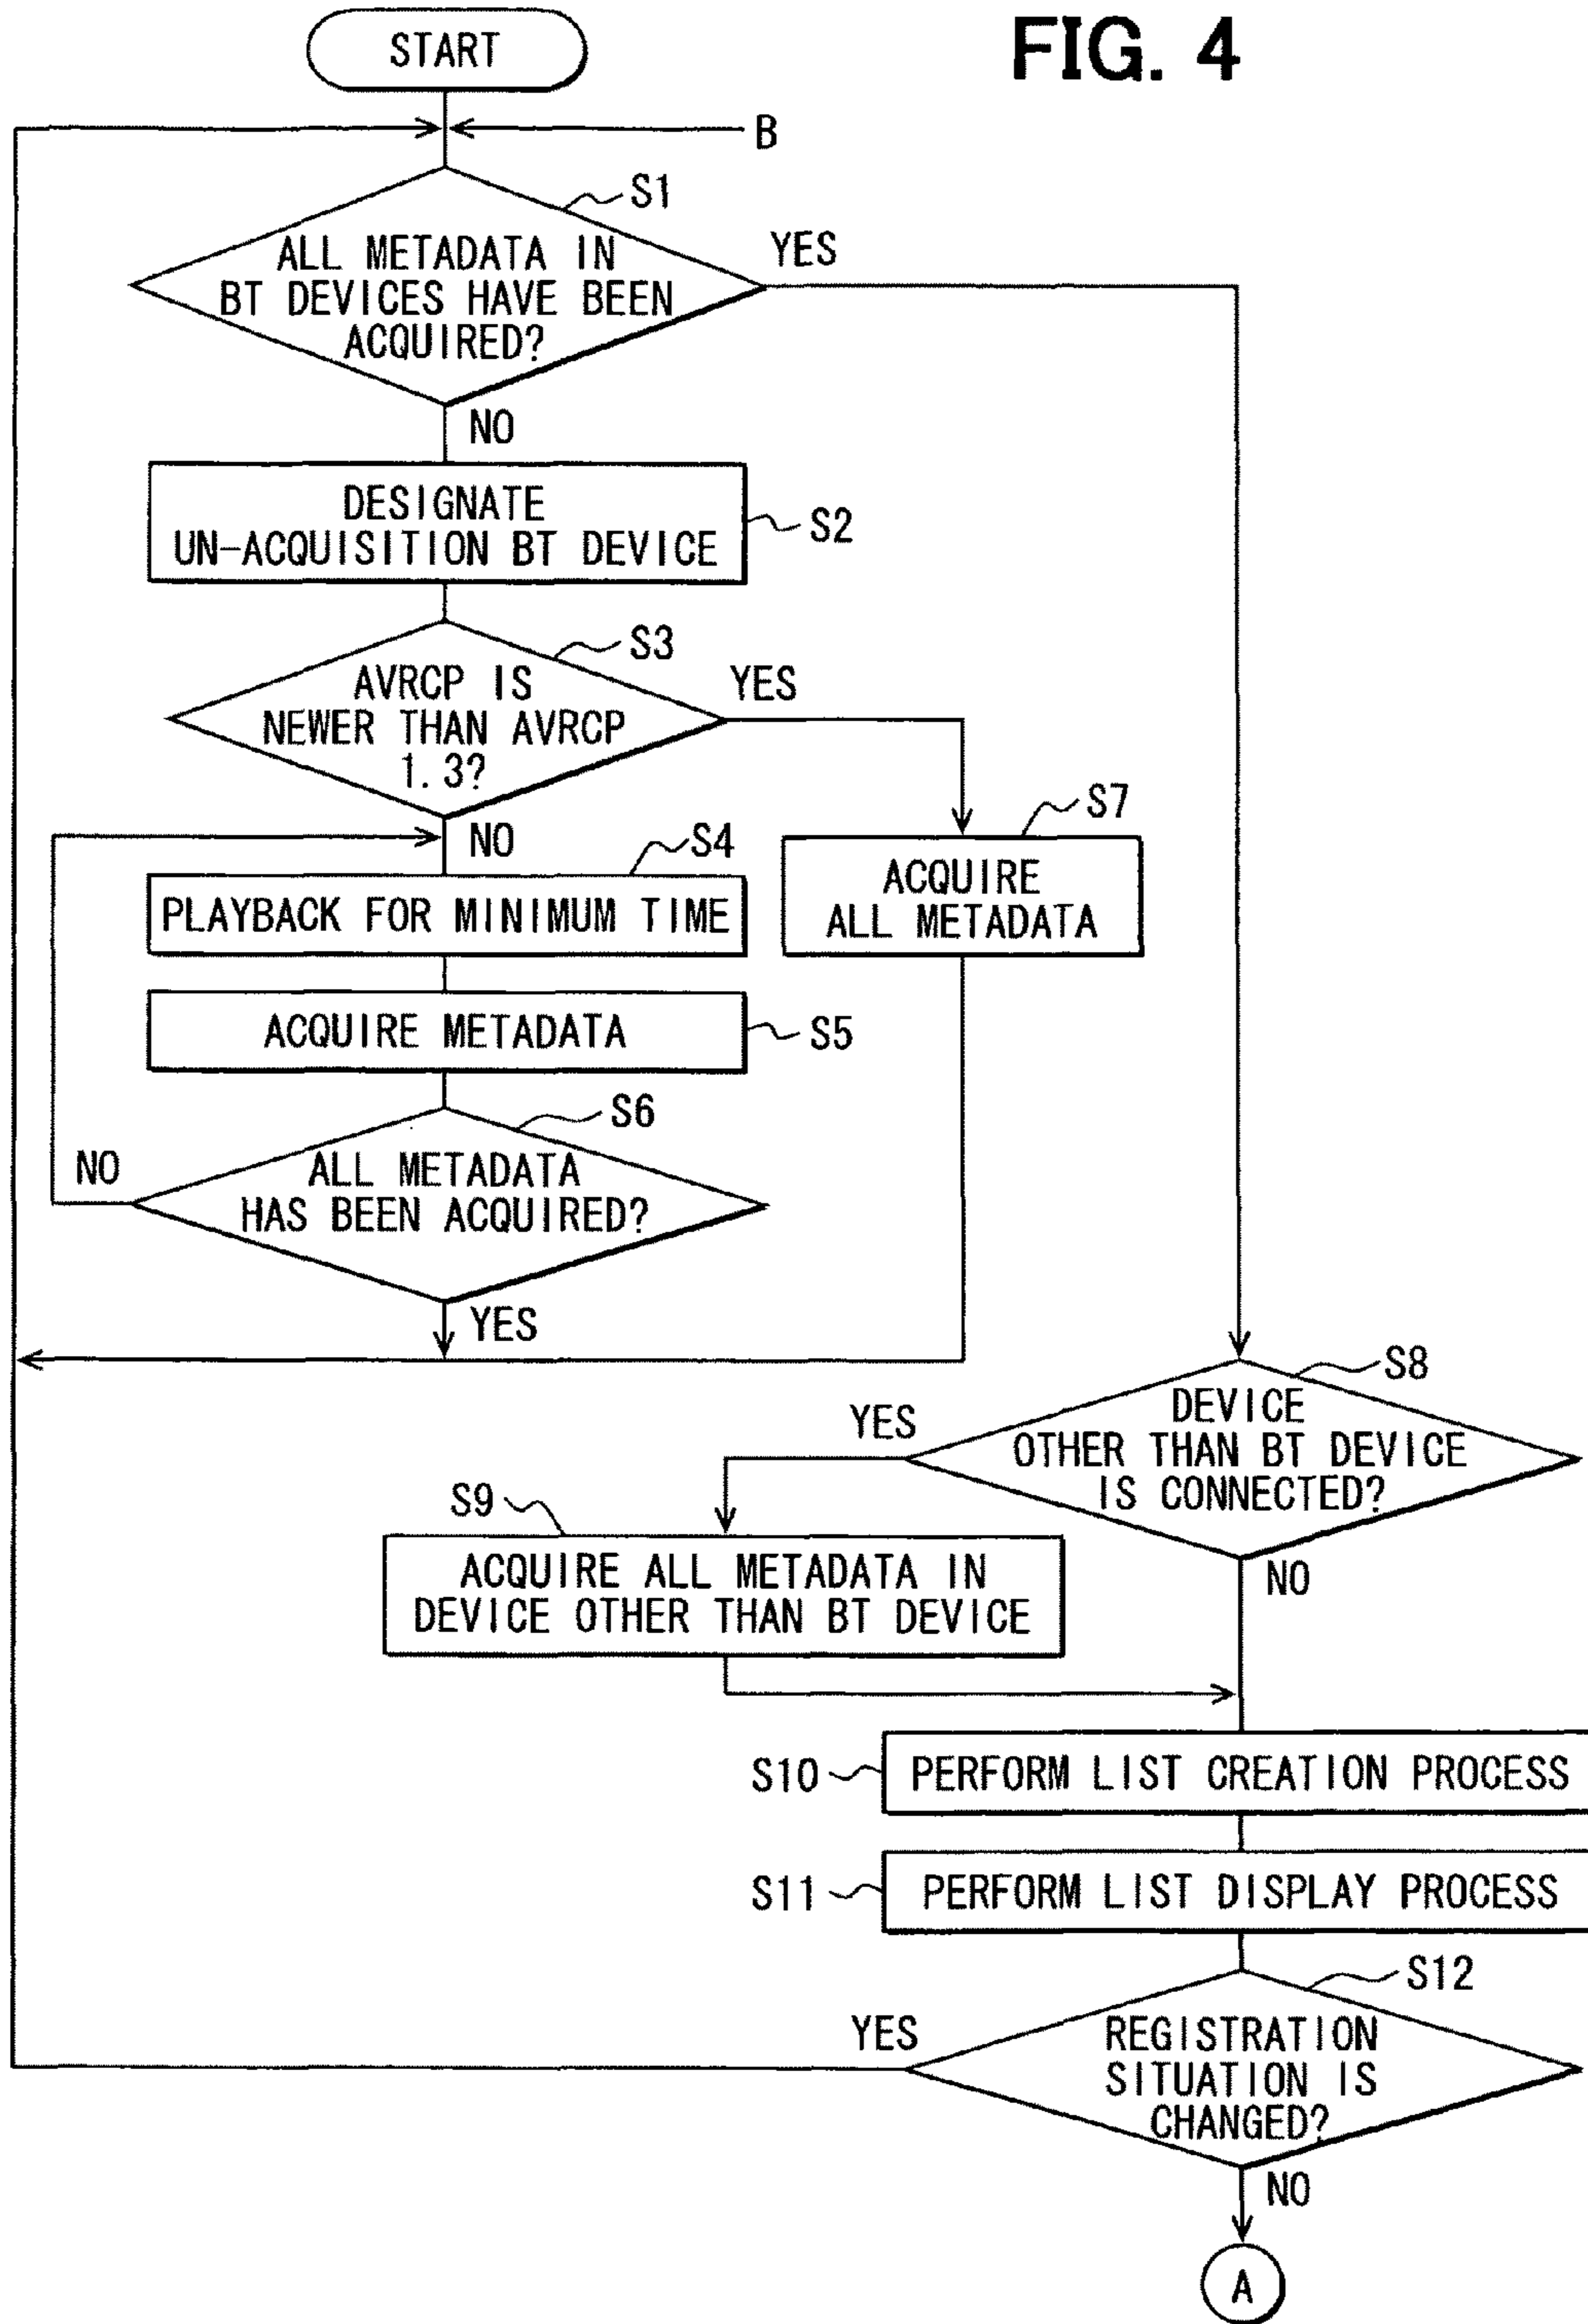 FIG. 4
START
B
S1
ALL METADATA IN
BT DEVICES HAVE BEEN
ACQUIRED?
YES
NO
DESIGNATE
UN-ACQUISITION BT DEVICE
S2
S3
AVRCP IS
NEWER THAN AVRCP
1.3?
YES
NO
S4
PLAYBACK FOR MINIMUM TIME
S7
ACQUIRE
ALL METADATA
ACQUIRE METADATA
S5
S6
ALL METADATA
HAS BEEN ACQUIRED?
NO
YES
S8
DEVICE
OTHER THAN BT DEVICE
IS CONNECTED?
YES
NO
S9
ACQUIRE ALL METADATA IN
DEVICE OTHER THAN BT DEVICE
S10
PERFORM LIST CREATION PROCESS
S11
PERFORM LIST DISPLAY PROCESS
S12
REGISTRATION
SITUATION IS
CHANGED?
YES
NO
A